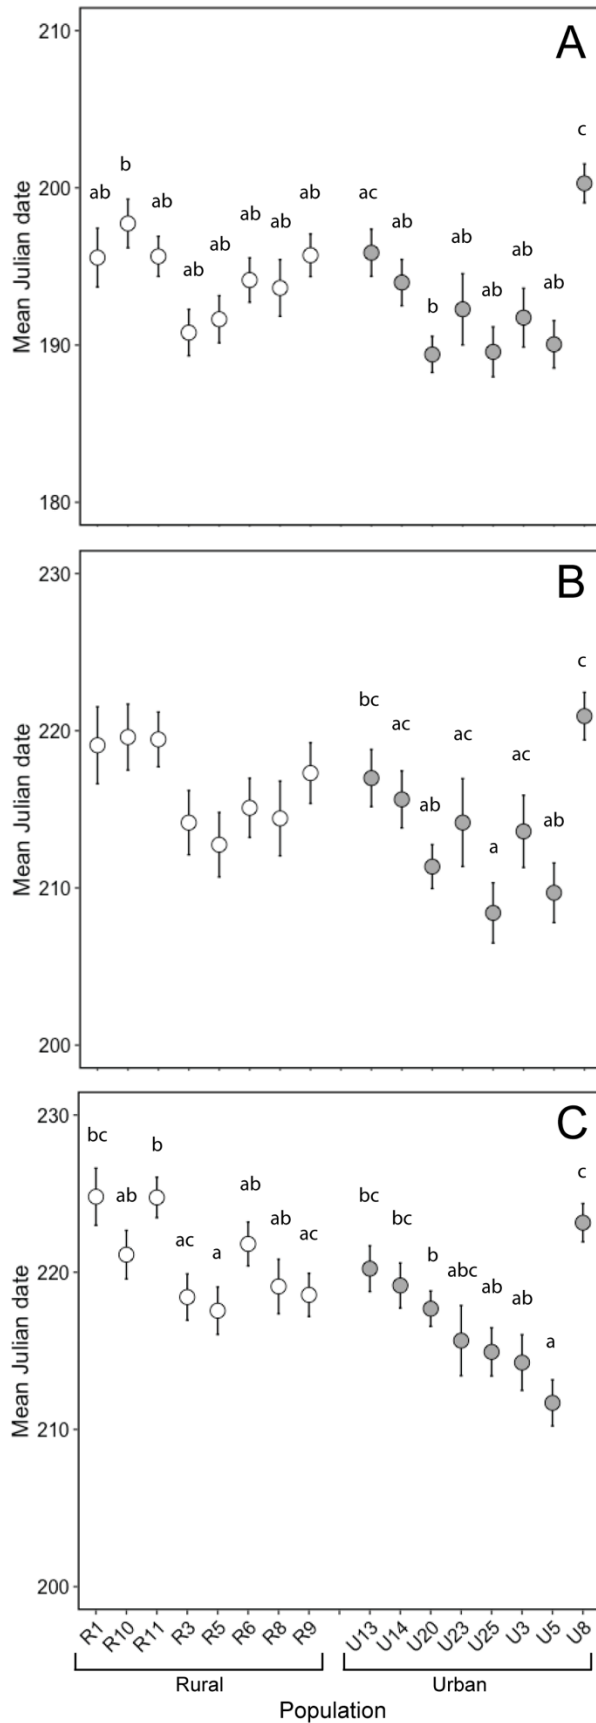 A
210
200
190
180
Mean Julian date
ab b ab ab ab ab ab ab ac ab b ab ab ab ab c
B
230
220
210
200
Mean Julian date
bc ac ab ac a ac ab c
C
230
220
210
200
Mean Julian date
bc ab b ac a ab ab ac bc bc b abc ab ab a c
R1 R10 R11 R3 R5 R6 R8 R9 U13 U14 U20 U23 U25 U3 U5 U8
Rural Urban
Population